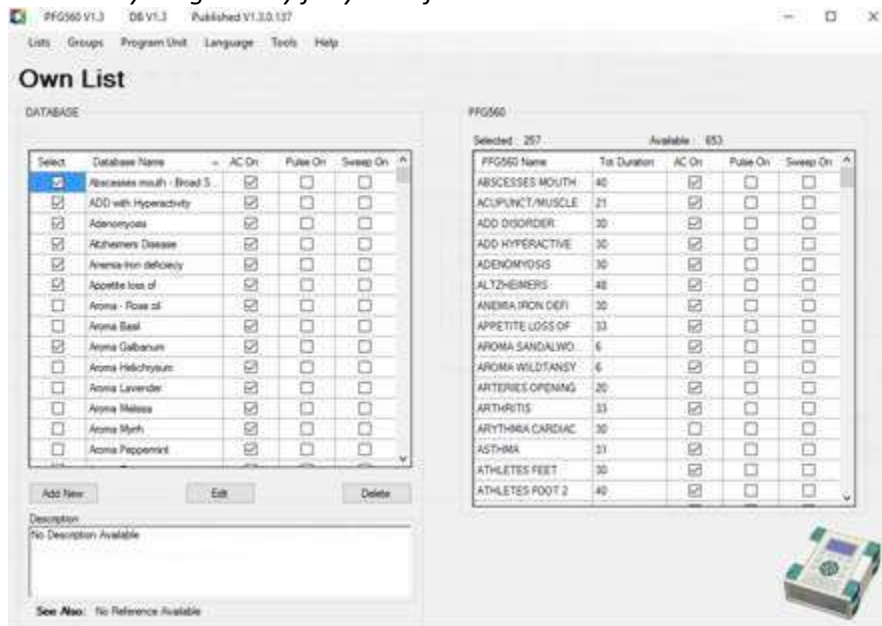 PFG560 V1.3 DB V1.3 Published V1.3.0.137
Lists Groups Program Unit Language Tools Help
Own List
DATABASE
Select Database Name AC On Pulse On Sweep On
Abscesses mouth - Broad S...
ADD with Hyperactivity
Adenomyosis
Alzheimers Disease
Anemia-Iron deficiecy
Appetite loss of
Aroma - Rose oil
Aroma Basil
Aroma Galbanum
Aroma Helichrysum
Aroma Lavender
Aroma Melissa
Aroma Myrrh
Aroma Peppermint
Add New Edit Delete
Description
No Description Available
See Also: No Reference Available
PFG560
Selected : 257 Available : 653
PFG560 Name Tot Duration AC On Pulse On Sweep On
ABSCESSES MOUTH 40
ACUPUNCT/MUSCLE 21
ADD DISORDER 30
ADD HYPERACTIVE 30
ADENOMYOSIS 30
ALTZHEIMERS 48
ANEMIA IRON DEFI 30
APPETITE LOSS OF 33
AROMA SANDALWO 6
AROMA WILDTANSY 6
ARTERIES OPENING 20
ARTHRITIS 33
ARYTHMIA CARDIAC 30
ASTHMA 31
ATHLETES FEET 30
ATHLETES FOOT 2 40